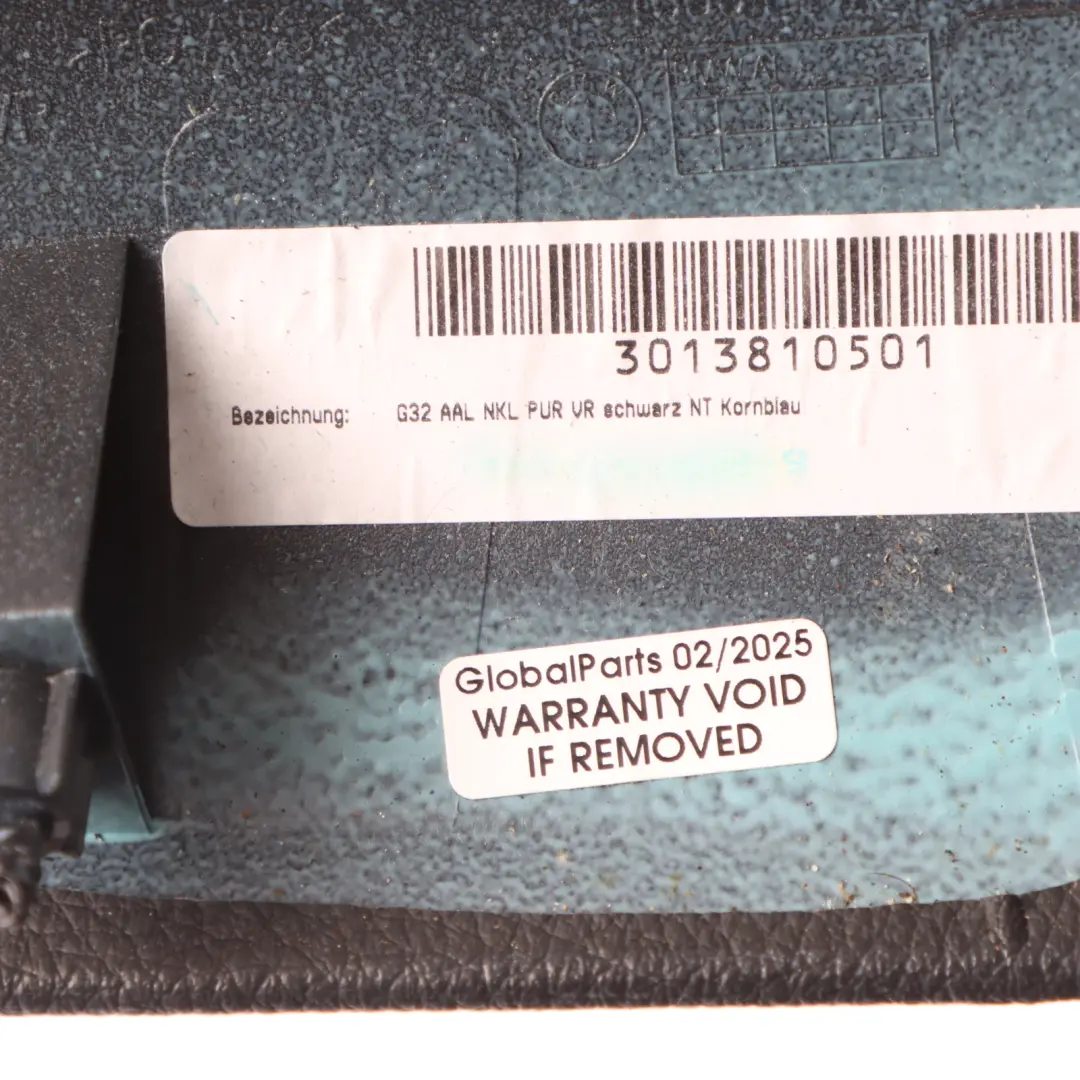 3013810501
Bezeichnung: G32 AAL NKL PUR VR schwarz NT Kornblau
GlobalParts 02/2025
WARRANTY VOID
IF REMOVED